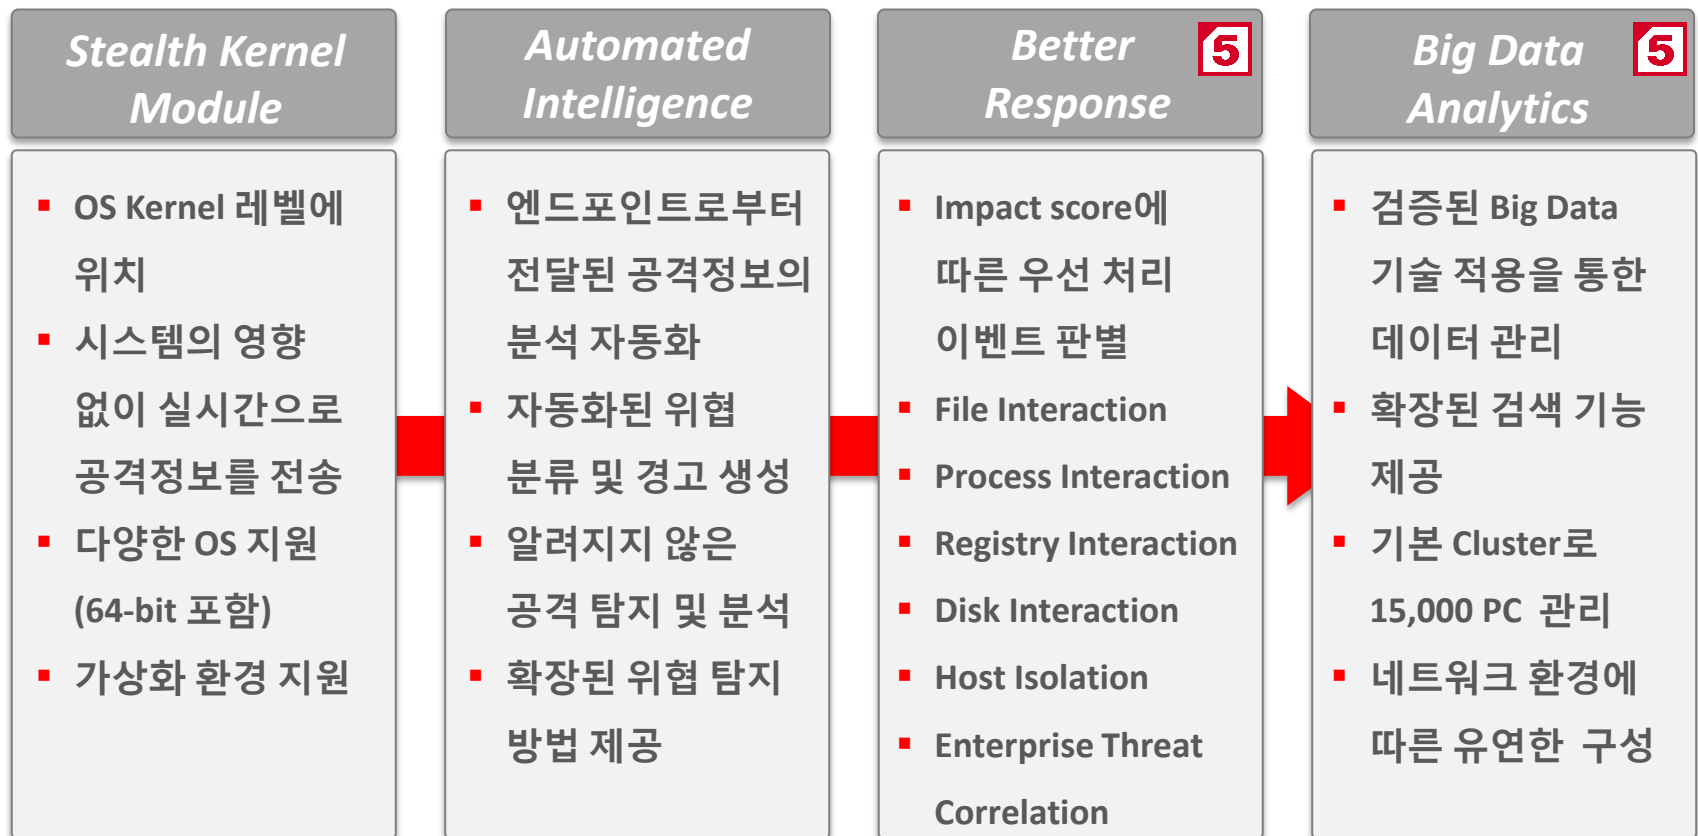 Stealth Kernel
Module
OS Kernel 레벨에
위치
시스템의 영향
없이 실시간으로
공격정보를 전송
다양한 OS 지원
(64-bit 포함)
가상화 환경 지원
Automated
Intelligence
엔드포인트로부터
전달된 공격정보의
분석 자동화
자동화된 위협
분류 및 경고 생성
알려지지 않은
공격 탐지 및 분석
확장된 위협 탐지
방법 제공
Better
Response
5
Impact score에
따른 우선 처리
이벤트 판별
File Interaction
Process Interaction
Registry Interaction
Disk Interaction
Host Isolation
Enterprise Threat
Correlation
Big Data
Analytics
5
검증된 Big Data
기술 적용을 통한
데이터 관리
확장된 검색 기능
제공
기본 Cluster로
15,000 PC 관리
네트워크 환경에
따른 유연한 구성